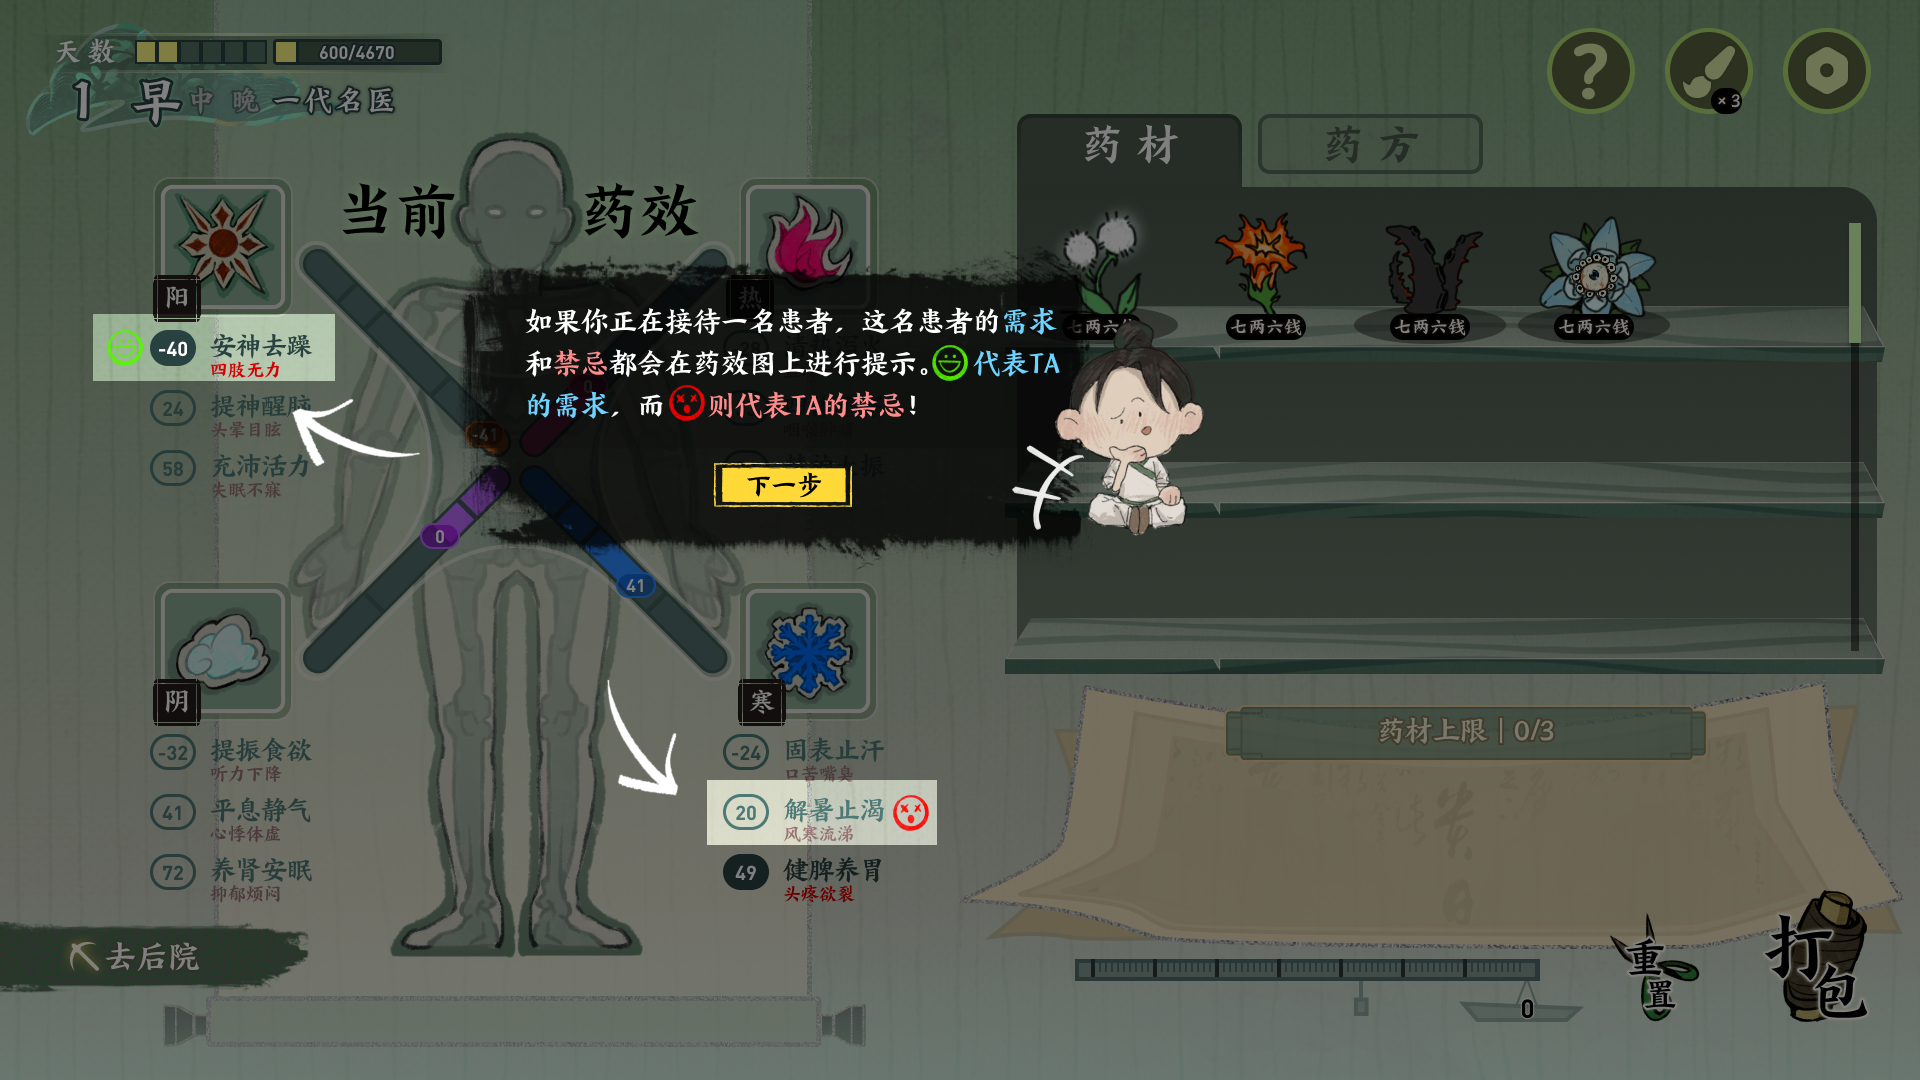 天数 600/4670
1 早 中 晚 一代名医
×3
药材 药方
当前 药效
阳
热
-40 安神去躁
四肢无力
24 提神醒脑
头晕目眩
58 充沛活力
失眠不寐
如果你正在接待一名患者，这名患者的需求
和禁忌都会在药效图上进行提示。代表TA
的需求，而则代表TA的禁忌！
下一步
-41
0
0
41
七两六钱
七两六钱
七两六钱
七两六钱
阴
寒
-32 提振食欲
听力下降
41 平息静气
心悸体虚
72 养肾安眠
抑郁烦闷
-24 固表止汗
口苦嘴臭
20 解暑止渴
风寒流涕
49 健脾养胃
头疼欲裂
药材上限|0/3
去后院
0
重置
打包